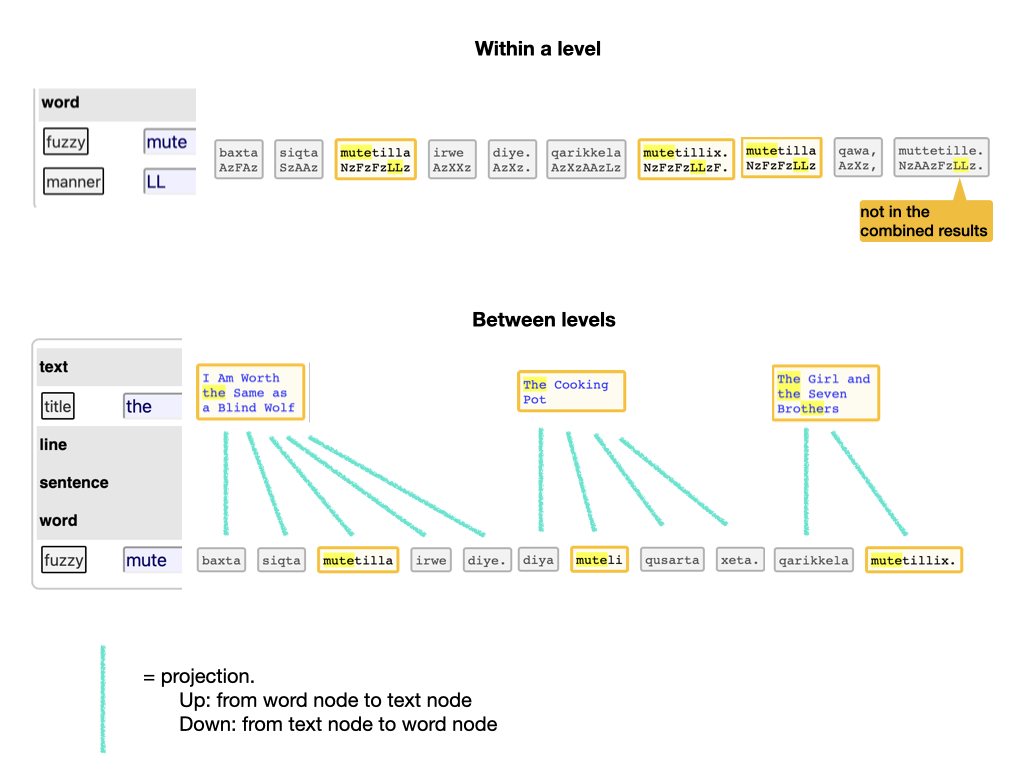 Within a level
word
fuzzy mute
manner LL
baxta siqta mutetilla irwe diye. qarikkela mutetillix. mutetilla qawa, muttetille.
AzFAz SzAAz NzFzFzLLz AzXXz AzXz. AzXzAAzLz NzFzFzLLzF. NzFzFzLLz AzXz, NzAAzFzLLz.
not in the
combined results
Between levels
text
title the
line
sentence
word
fuzzy mute
I Am Worth
the Same as
a Blind Wolf
The Cooking
Pot
The Girl and
the Seven
Brothers
baxta siqta mutetilla irwe diye. diya muteli qusarta xeta. qarikkela mutetillix.
= projection.
Up: from word node to text node
Down: from text node to word node